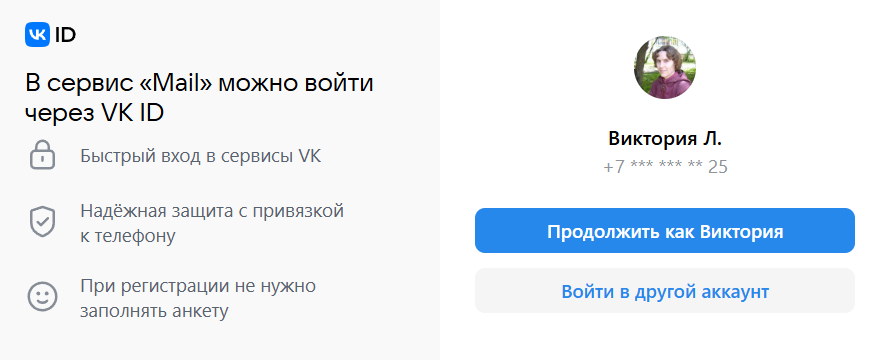 VK ID
В сервис «Mail» можно войти
через VK ID
Быстрый вход в сервисы VK
Надёжная защита с привязкой
к телефону
При регистрации не нужно
заполнять анкету
Виктория Л.
+7 *** *** ** 25
Продолжить как Виктория
Войти в другой аккаунт